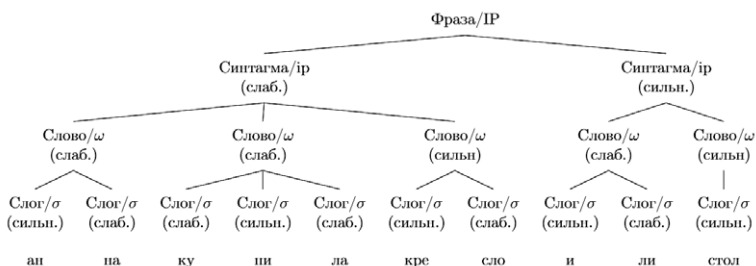 Фраза/IP
Синтагма/ip Синтагма/ip
(слаб.) (сильн.)
Слово/ω Слово/ω Слово/ω Слово/ω Слово/ω
(слаб.) (слаб.) (сильн) (слаб.) (сильн)
Слог/σ Слог/σ Слог/σ Слог/σ Слог/σ Слог/σ Слог/σ Слог/σ Слог/σ Слог/σ
(сильн.) (слаб.) (слаб.) (сильн.) (слаб.) (сильн.) (слаб.) (сильн.) (слаб.) (сильн.)
ан на ку пи ла кре сло и ли стол